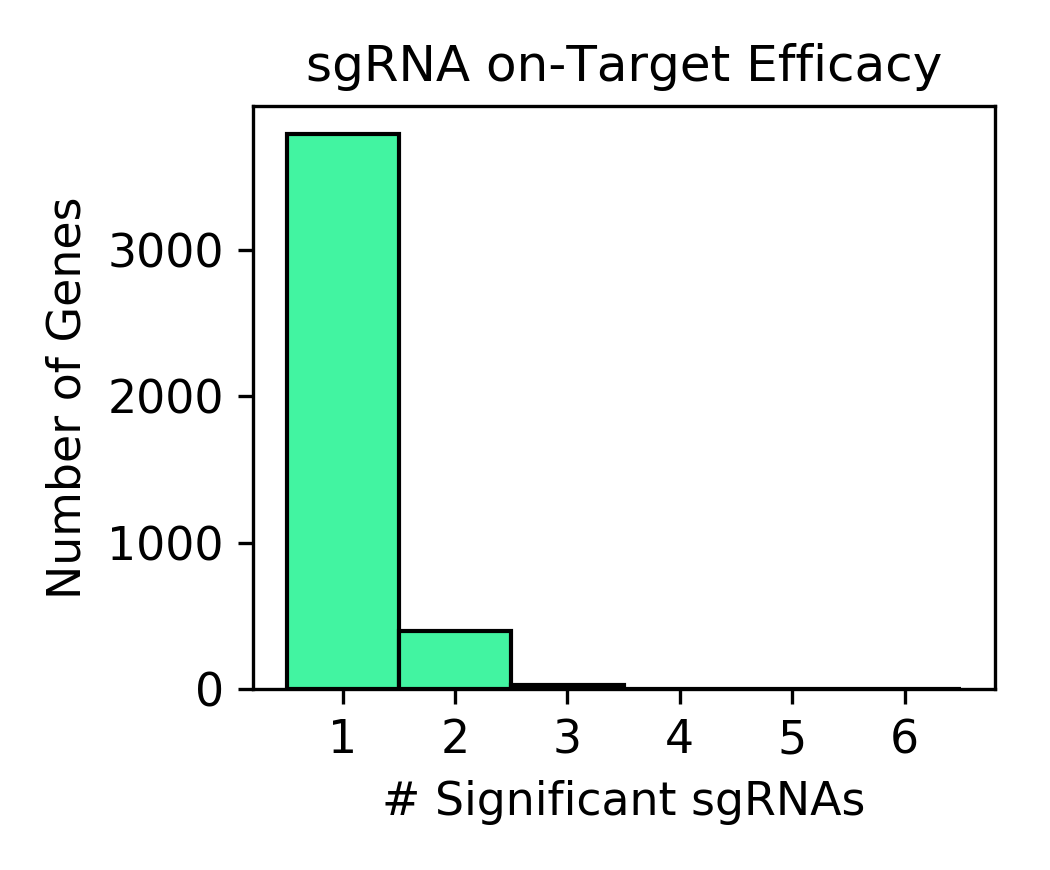 sgRNA on-Target Efficacy
Number of Genes
3000
2000
1000
0
1 2 3 4 5 6
# Significant sgRNAs